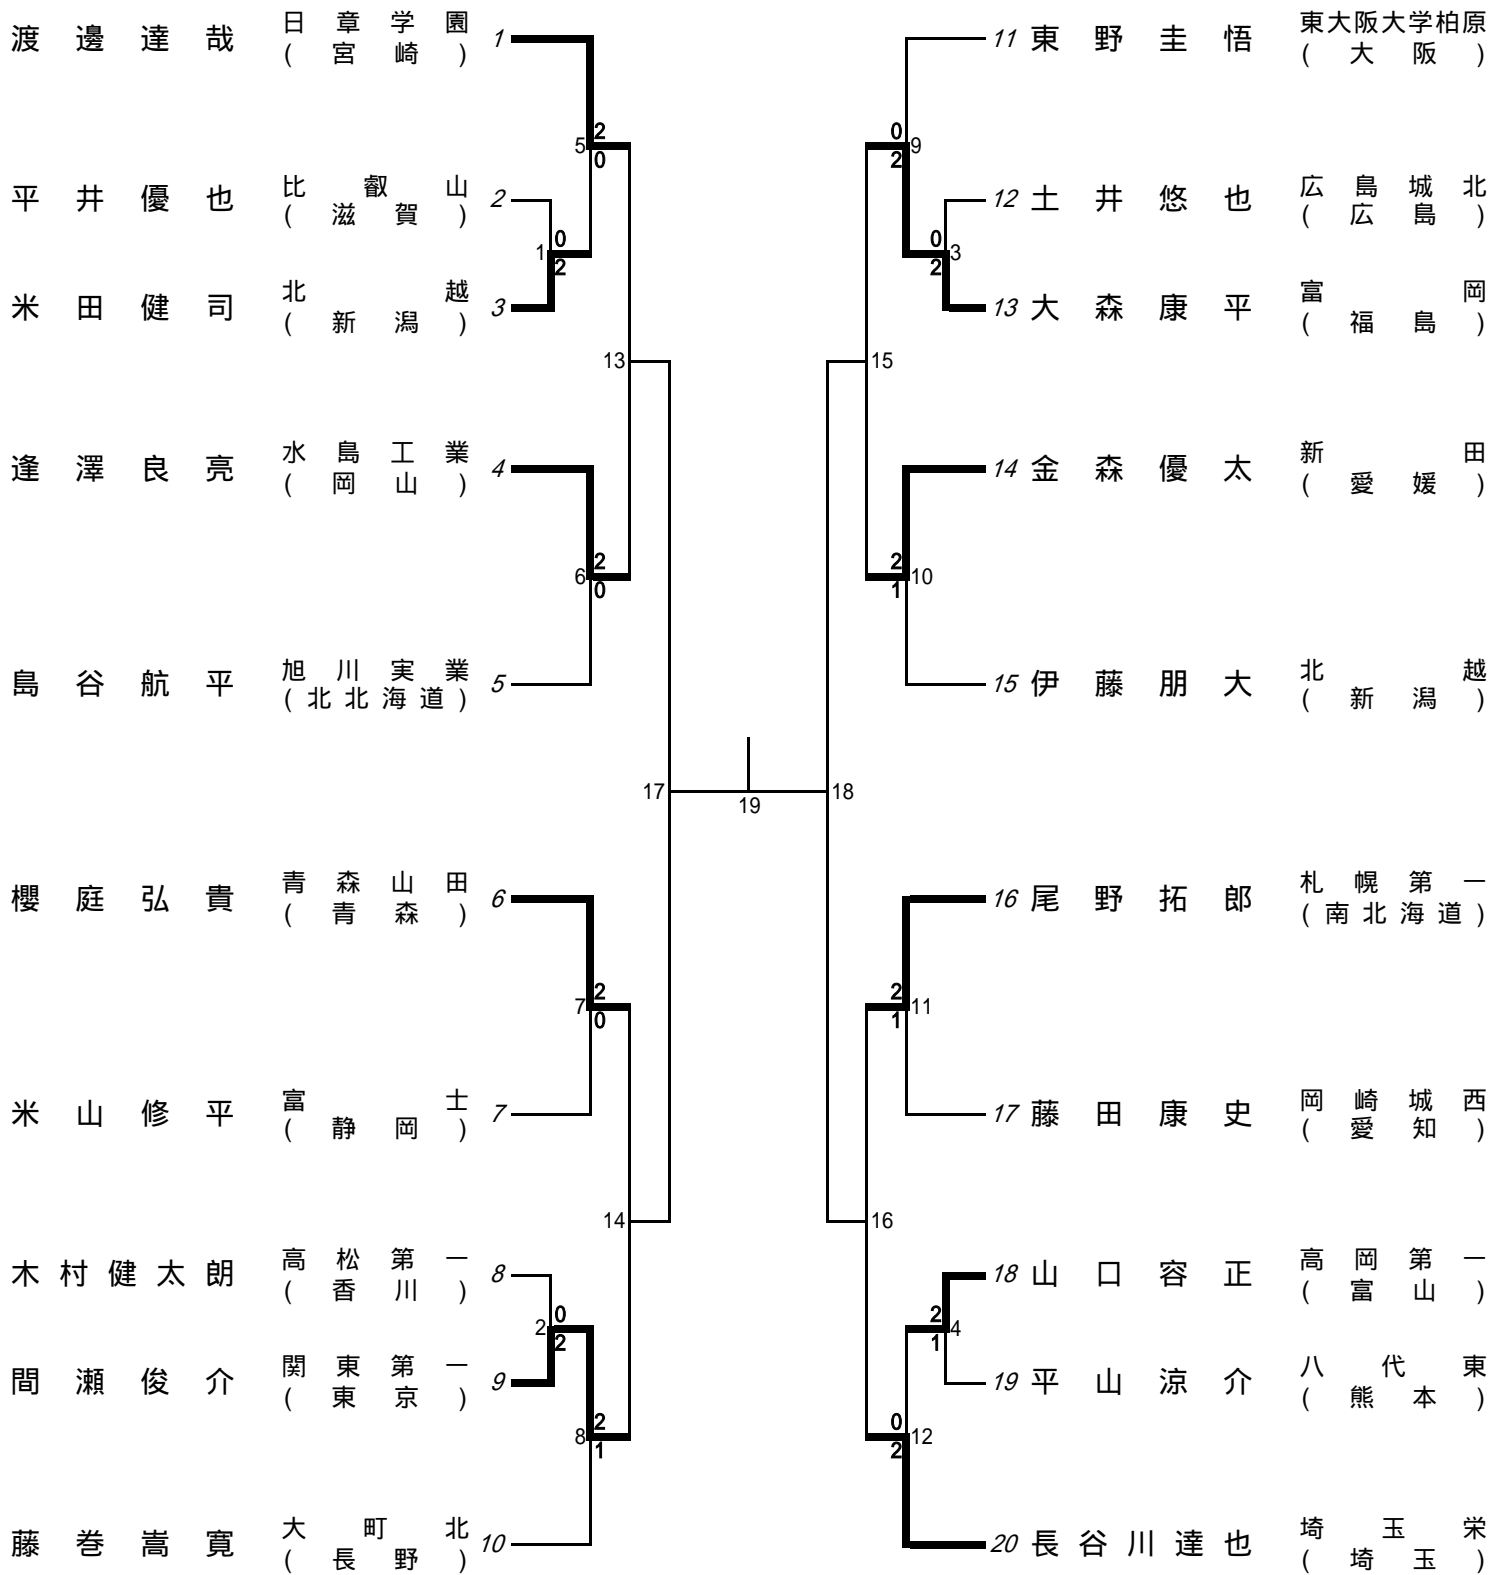 渡邊達哉 日章学園 (宮崎) 1
平井優也 比叡山 (滋賀) 2
米田健司 北越 (新潟) 3
逢澤良亮 水島工業 (岡山) 4
島谷航平 旭川実業 (北北海道) 5
櫻庭弘貴 青森山田 (青森) 6
米山修平 富士 (静岡) 7
木村健太朗 高松第一 (香川) 8
間瀬俊介 関東第一 (東京) 9
藤巻嵩寛 大町北 (長野) 10
5 2 0
1 0 2
13
6 2 0
7 2 0
14
2 0 2
8 2 1
17
19
18
0 2 9
0 2 3
15
2 1 10
2 1 11
16
2 1 4
0 2 12
11 東野圭悟 東大阪大学柏原 (大阪)
12 土井悠也 広島城北 (広島)
13 大森康平 富岡 (福島)
14 金森優太 新田 (愛媛)
15 伊藤朋大 北越 (新潟)
16 尾野拓郎 札幌第一 (南北海道)
17 藤田康史 岡崎城西 (愛知)
18 山口容正 高岡第一 (富山)
19 平山涼介 八代東 (熊本)
20 長谷川達也 埼玉栄 (埼玉)